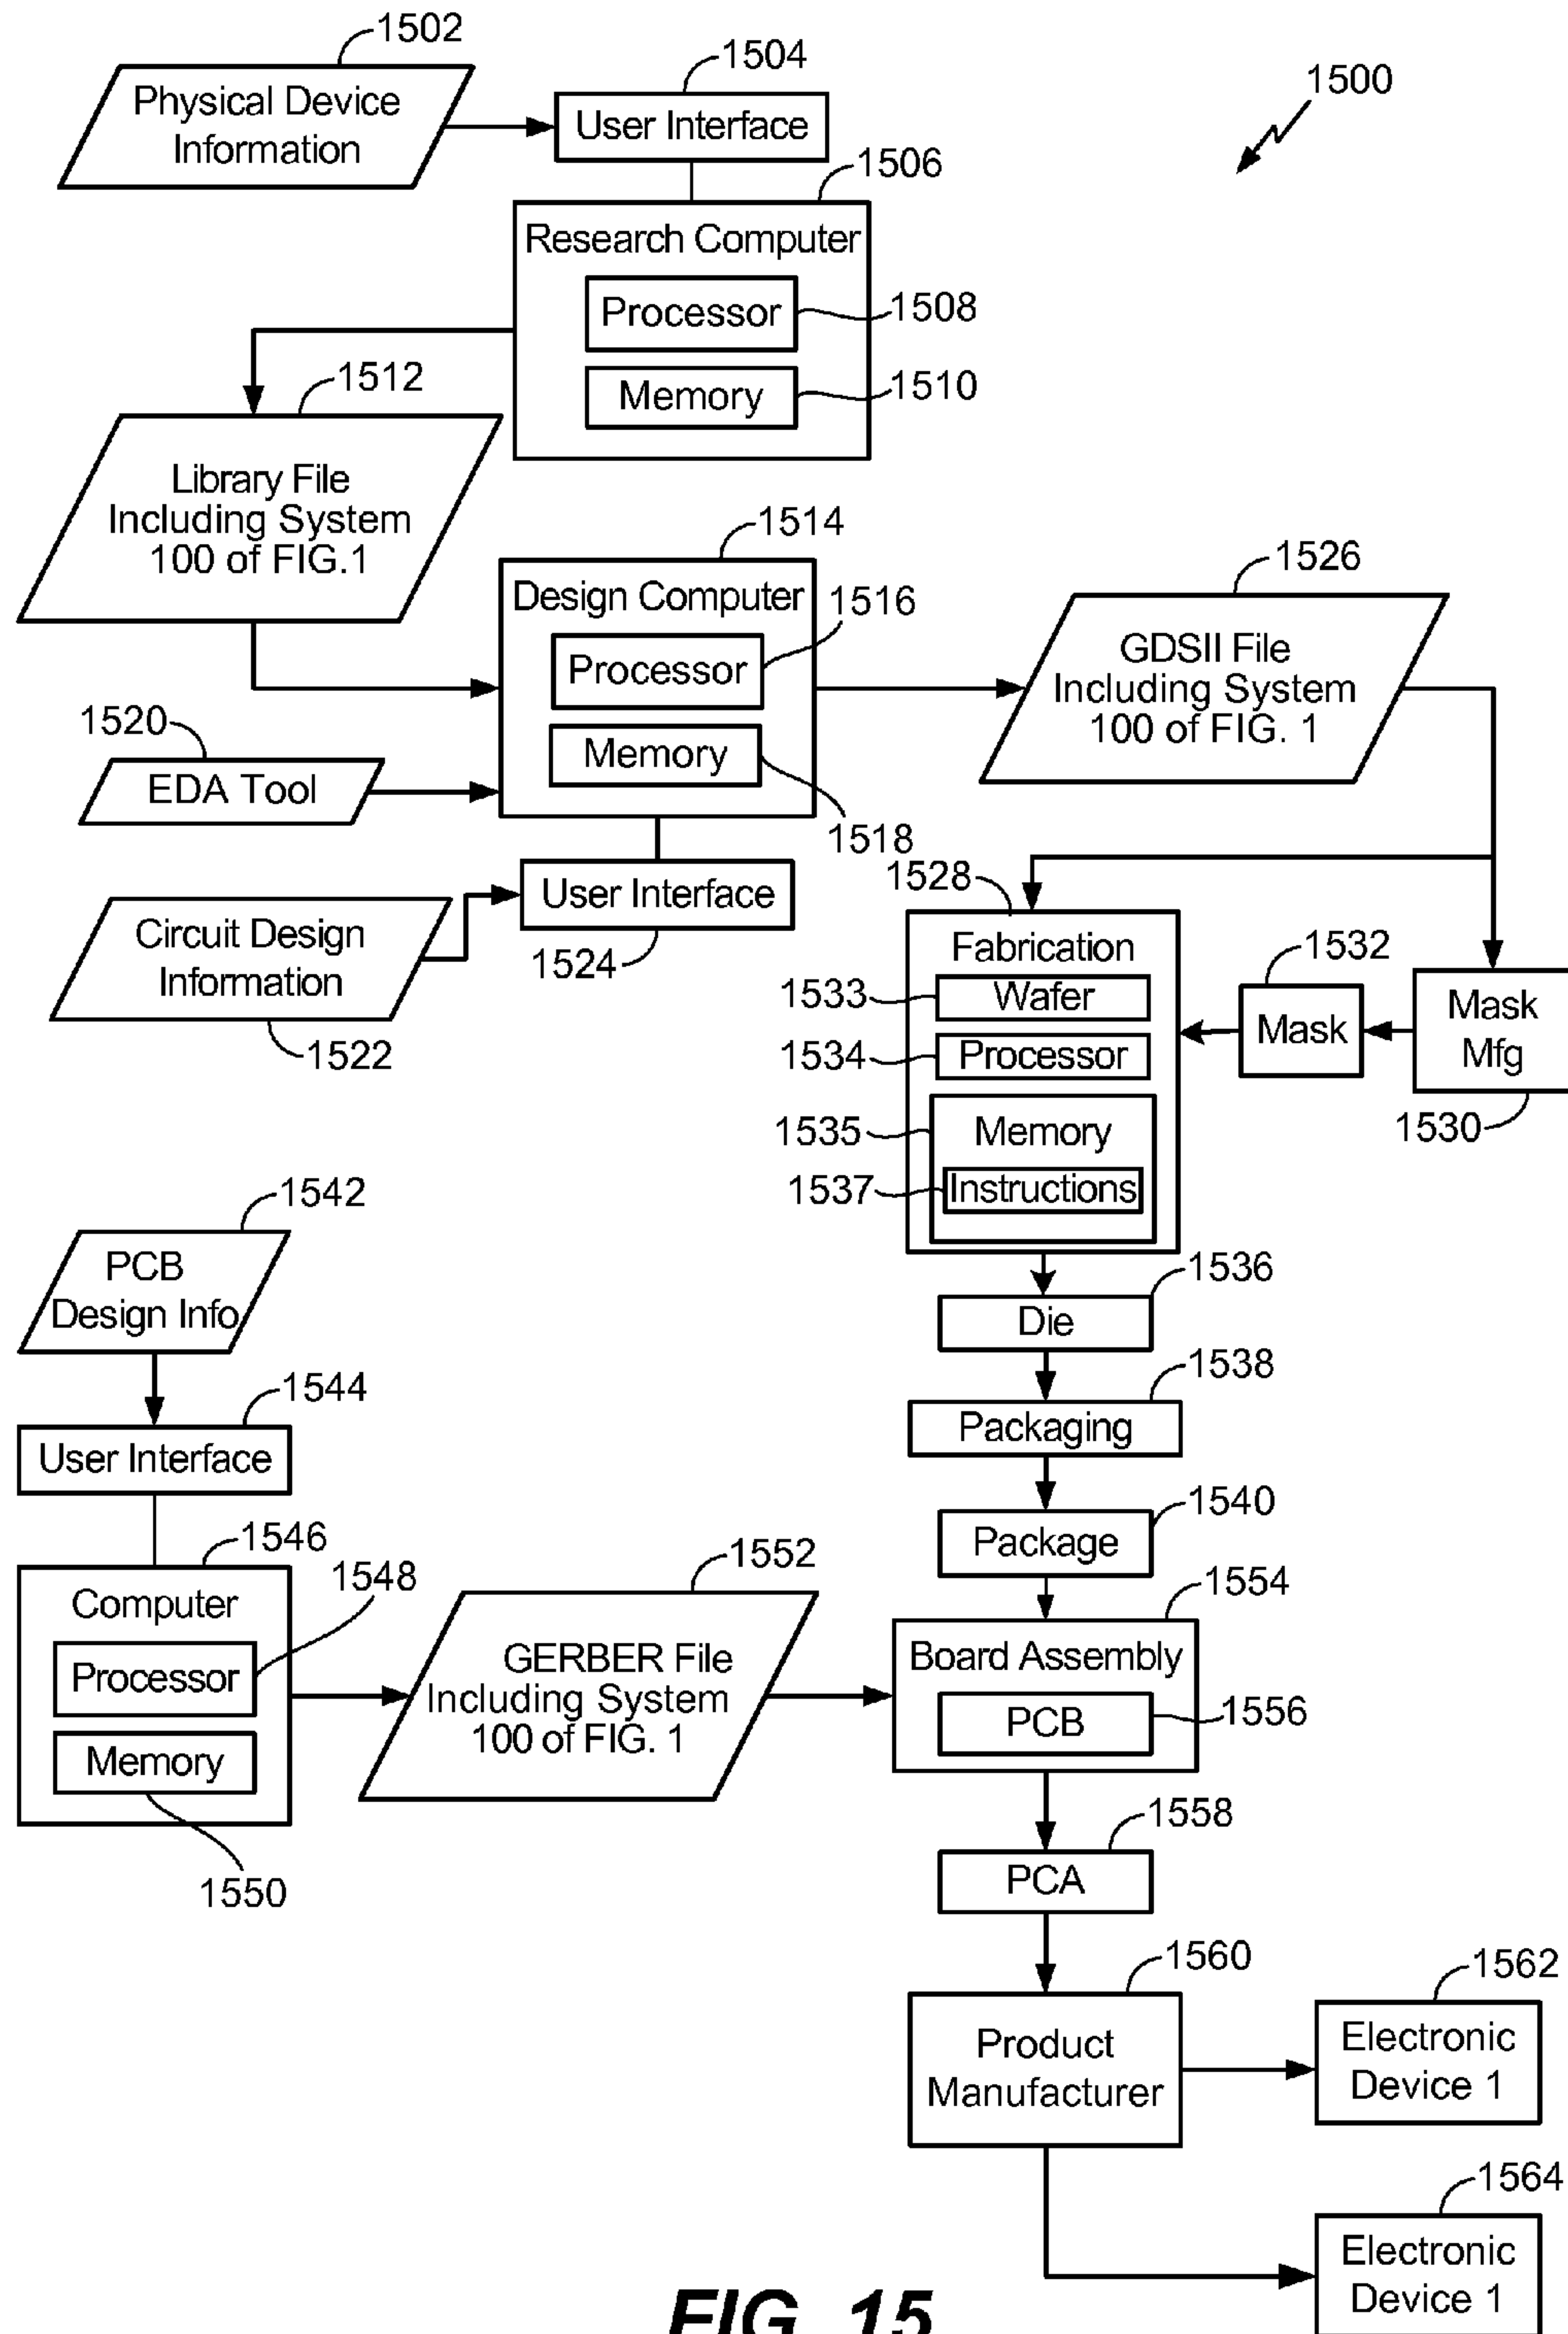 1502
Physical Device
Information
1504
User Interface
1500
1506
Research Computer
Processor
1508
Memory
1510
1512
Library File
Including System
100 of FIG.1
1514
Design Computer
1516
Processor
Memory
1518
1520
EDA Tool
1526
GDSII File
Including System
100 of FIG. 1
User Interface
1524
Circuit Design
Information
1522
1528
Fabrication
1533
Wafer
1534
Processor
1535
Memory
1537
Instructions
1532
Mask
Mask
Mfg
1530
1536
Die
1538
Packaging
1540
Package
1542
PCB
Design Info
1544
User Interface
1546
Computer
1548
Processor
Memory
1550
1552
GERBER File
Including System
100 of FIG. 1
1554
Board Assembly
PCB
1556
1558
PCA
1560
Product
Manufacturer
1562
Electronic
Device 1
1564
Electronic
Device 1
FIG. 15